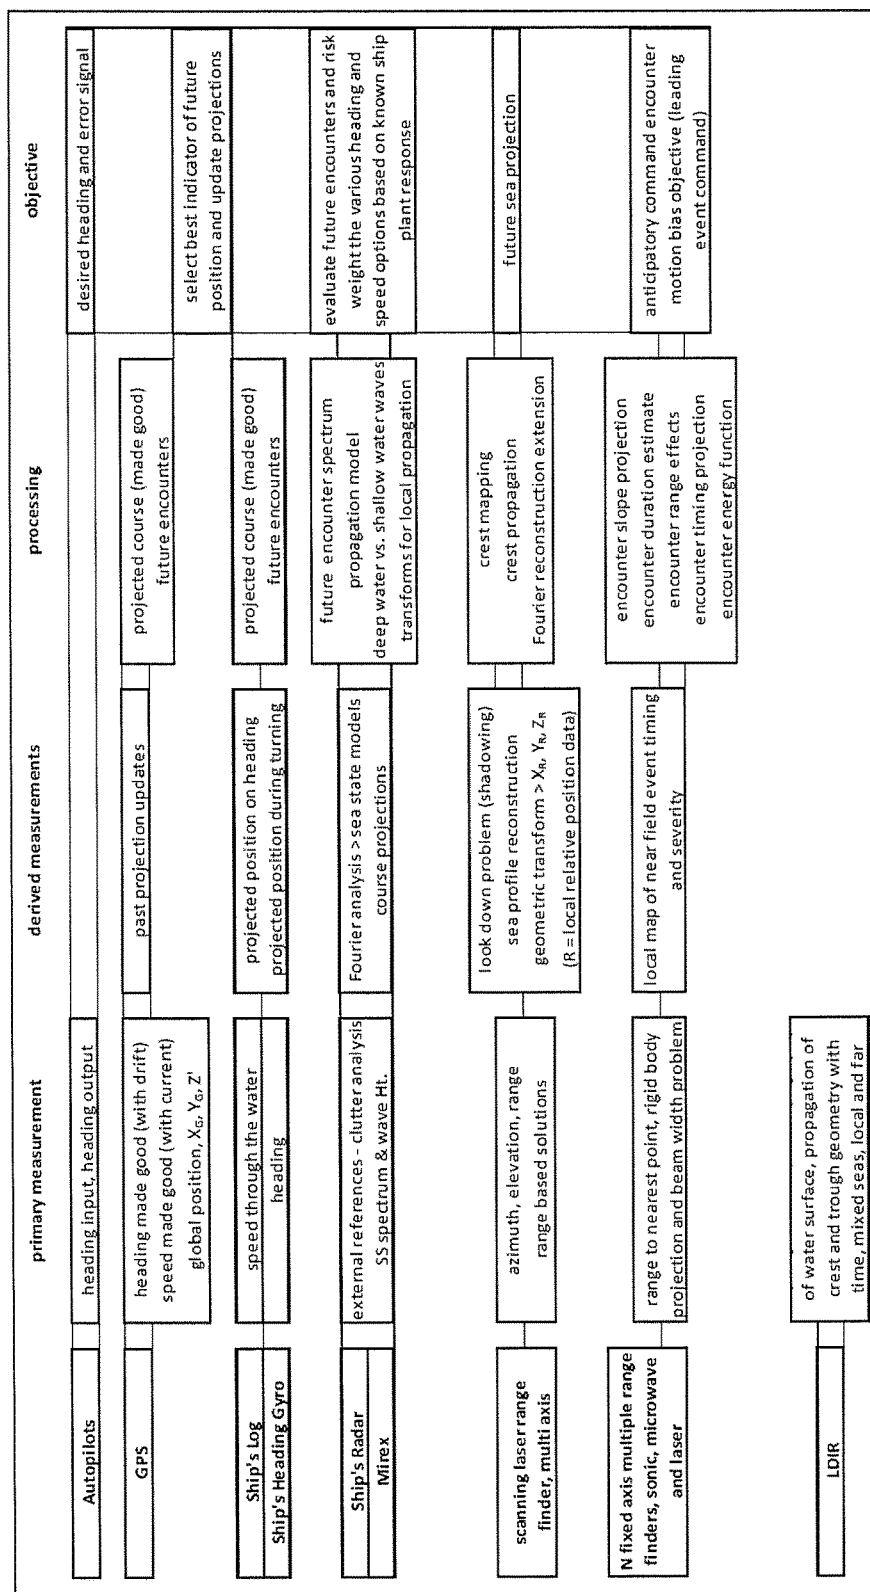 primary measurement
derived measurements
processing
objective
Autopilots
heading input, heading output
desired heading and error signal
GPS
heading made good (with drift)
speed made good (with current)
global position, X_G, Y_G, Z'
past projection updates
projected course (made good)
future encounters
select best indicator of future
position and update projections
Ship's Log
Ship's Heading Gyro
speed through the water
heading
projected position on heading
projected position during turning
projected course (made good)
future encounters
Ship's Radar
Mirex
external references - clutter analysis
SS spectrum & wave Ht.
Fourier analysis > sea state models
course projections
future encounter spectrum
propagation model
deep water vs. shallow water waves
transforms for local propagation
evaluate future encounters and risk
weight the various heading and
speed options based on known ship
plant response
scanning laser range
finder, multi axis
azimuth, elevation, range
range based solutions
look down problem (shadowing)
sea profile reconstruction
geometric transform > X_R, Y_R, Z_R
(R = local relative position data)
crest mapping
crest propagation
Fourier reconstruction extension
future sea projection
N fixed axis multiple range
finders, sonic, microwave
and laser
range to nearest point, rigid body
projection and beam width problem
local map of near field event timing
and severity
encounter slope projection
encounter duration estimate
encounter range effects
encounter timing projection
encounter energy function
anticipatory command encounter
motion bias objective (leading
event command)
LDIR
of water surface, propagation of
crest and trough geometry with
time, mixed seas, local and far